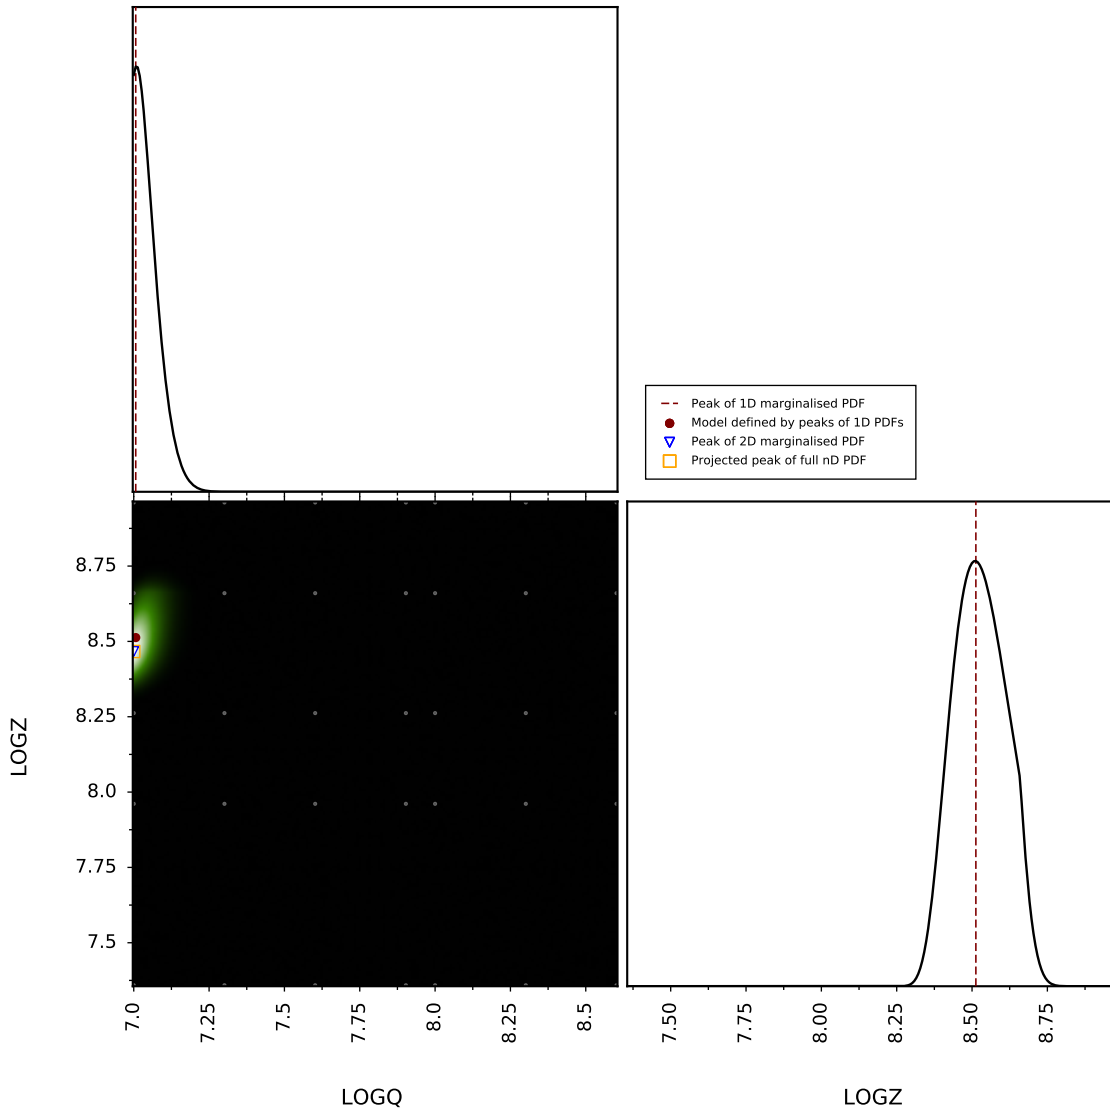 Peak of 1D marginalised PDF
Model defined by peaks of 1D PDFs
Peak of 2D marginalised PDF
Projected peak of full nD PDF
8.75
8.5
8.25
8.0
7.75
7.5
LOGZ
7.0 7.25 7.5 7.75 8.0 8.25 8.5
7.50 7.75 8.00 8.25 8.50 8.75
LOGQ
LOGZ